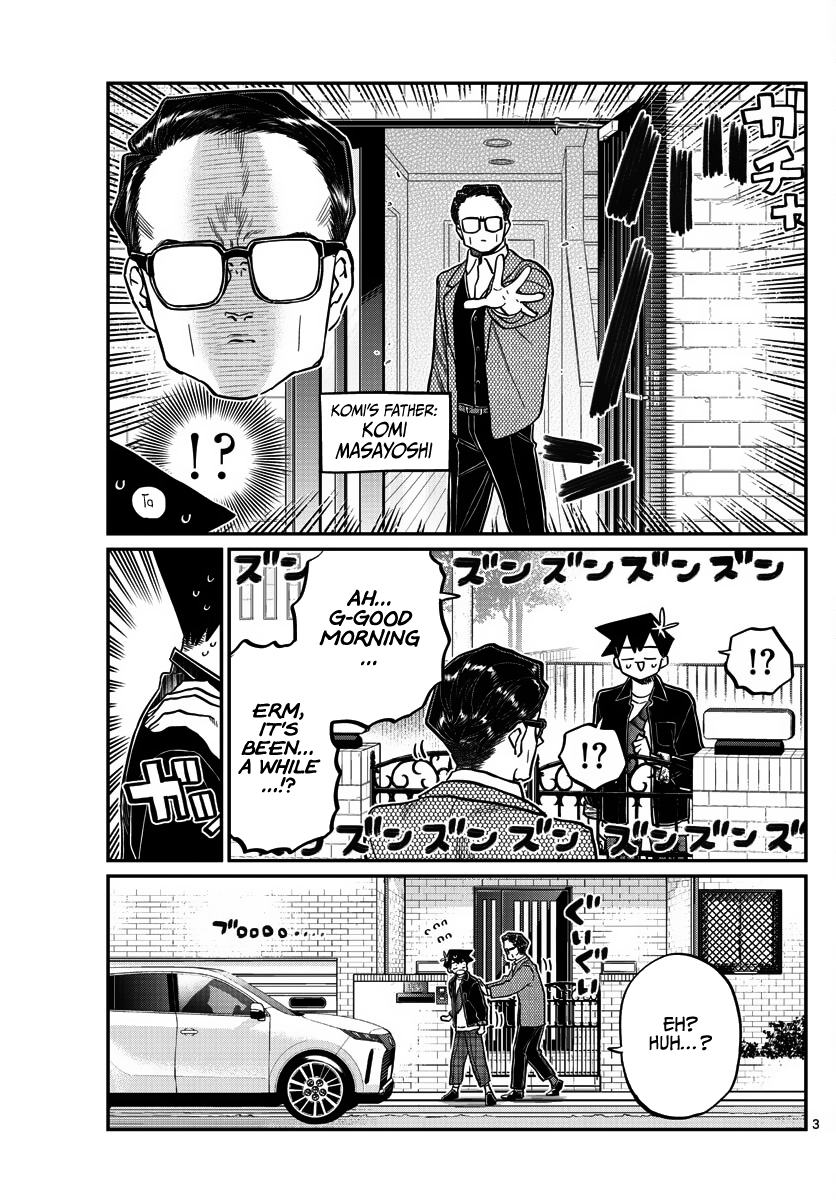 ガチャ
KOMI'S FATHER:
KOMI
MASAYOSHI
!?
Ta
ズンズンズンズンズン
!?
!?
AH...
G-GOOD
MORNING
...
ERM,
IT'S
BEEN...
A WHILE
...!?
ズンズンズンズンズンズン
ガシッ
ブロロロロ....
ぐいぐい
EH?
HUH...?
3